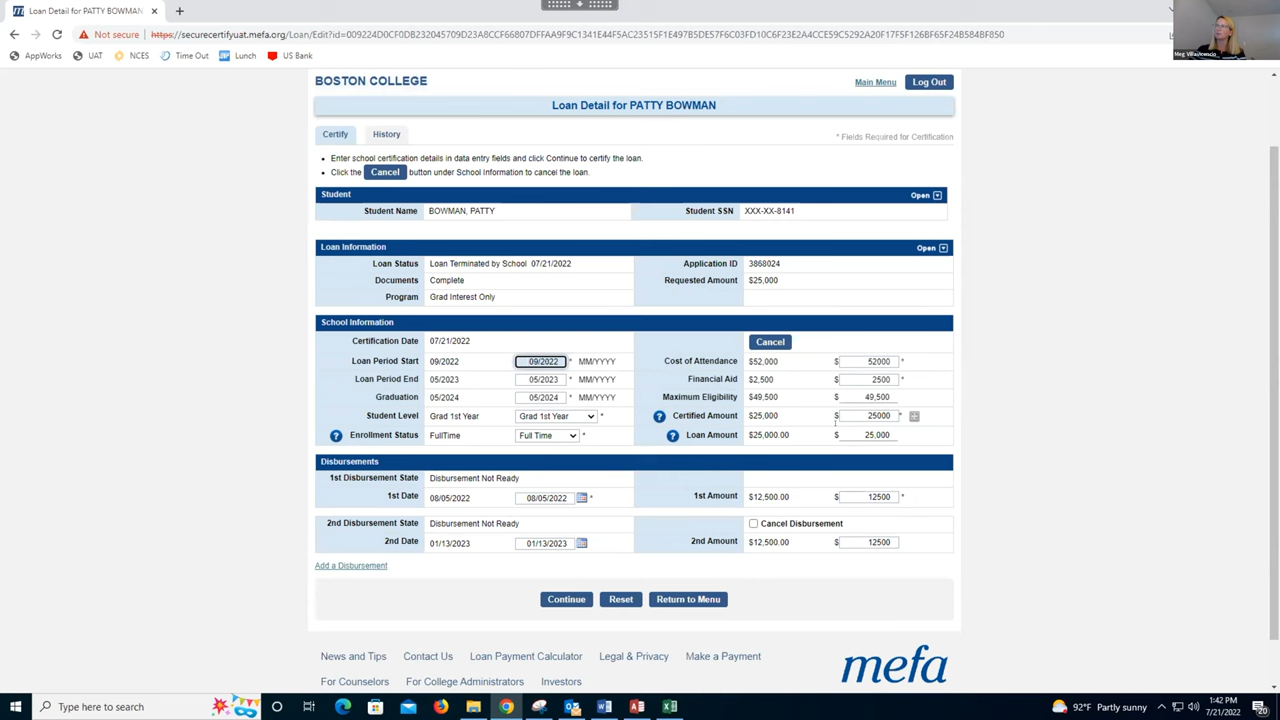 Loan Detail for PATTY BOWMAN × +
Not secure https://securecertifyuat.mefa.org/Loan/Edit?id=
AppWorks UAT NCES Time Out Lunch US Bank
Meg Villavicencio
BOSTON COLLEGE Main Menu Log Out
Loan Detail for PATTY BOWMAN
Certify History * Fields Required for Certification
• Enter school certification details in data entry fields and click Continue to certify the loan.
• Click the Cancel button under School Information to cancel the loan.
Student Open
Student Name BOWMAN, PATTY Student SSN XXX-XX-8141
Loan Information Open
Loan Status Loan Terminated by School 07/21/2022 Application ID 3868024
Documents Complete Requested Amount $25,000
Program Grad Interest Only
School Information
Certification Date 07/21/2022 Cancel
Loan Period Start 09/2022 09/2022 * MM/YYYY Cost of Attendance $52,000 $ 52000 *
Loan Period End 05/2023 05/2023 * MM/YYYY Financial Aid $2,500 $ 2500 *
Graduation 05/2024 05/2024 * MM/YYYY Maximum Eligibility $49,500 $ 49,500
Student Level Grad 1st Year Grad 1st Year * ? Certified Amount $25,000 $ 25000 *
? Enrollment Status FullTime Full Time * ? Loan Amount $25,000.00 $ 25,000
Disbursements
1st Disbursement State Disbursement Not Ready
1st Date 08/05/2022 08/05/2022 * 1st Amount $12,500.00 $ 12500 *
2nd Disbursement State Disbursement Not Ready Cancel Disbursement
2nd Date 01/13/2023 01/13/2023 2nd Amount $12,500.00 $ 12500
Add a Disbursement
Continue Reset Return to Menu
News and Tips Contact Us Loan Payment Calculator Legal & Privacy Make a Payment
mefa
For Counselors For College Administrators Investors
Type here to search
92°F Partly sunny
1:42 PM
7/21/2022
20